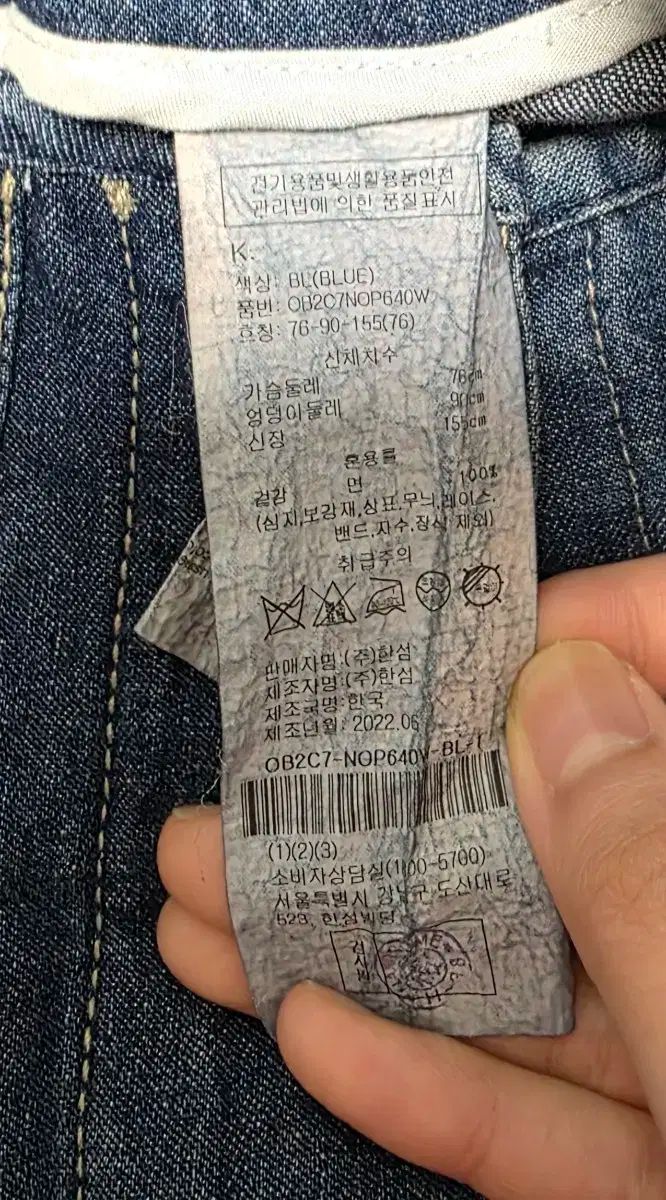 전기용품및생활용품안전
관리법에 의한 품질표시
K.
색상: BL(BLUE)
품번: OB2C7NOP640W
호칭: 76-90-155(76)
신체치수
가슴둘레 76cm
엉덩이둘레 90cm
신장 155cm
혼용률
겉감 면 100%
(심지,보강재,상표,무늬,레이스,
밴드,자수,장식 제외)
취급주의
판매자명:(주)한섬
제조자명:(주)한섬
제조국명:한국
제조년월: 2022.06
OB2C7-NOP640W-BL-1
(1)(2)(3)
소비자상담실(1800-5700)
서울특별시 강남구 도산대로
523, 한섬빌딩